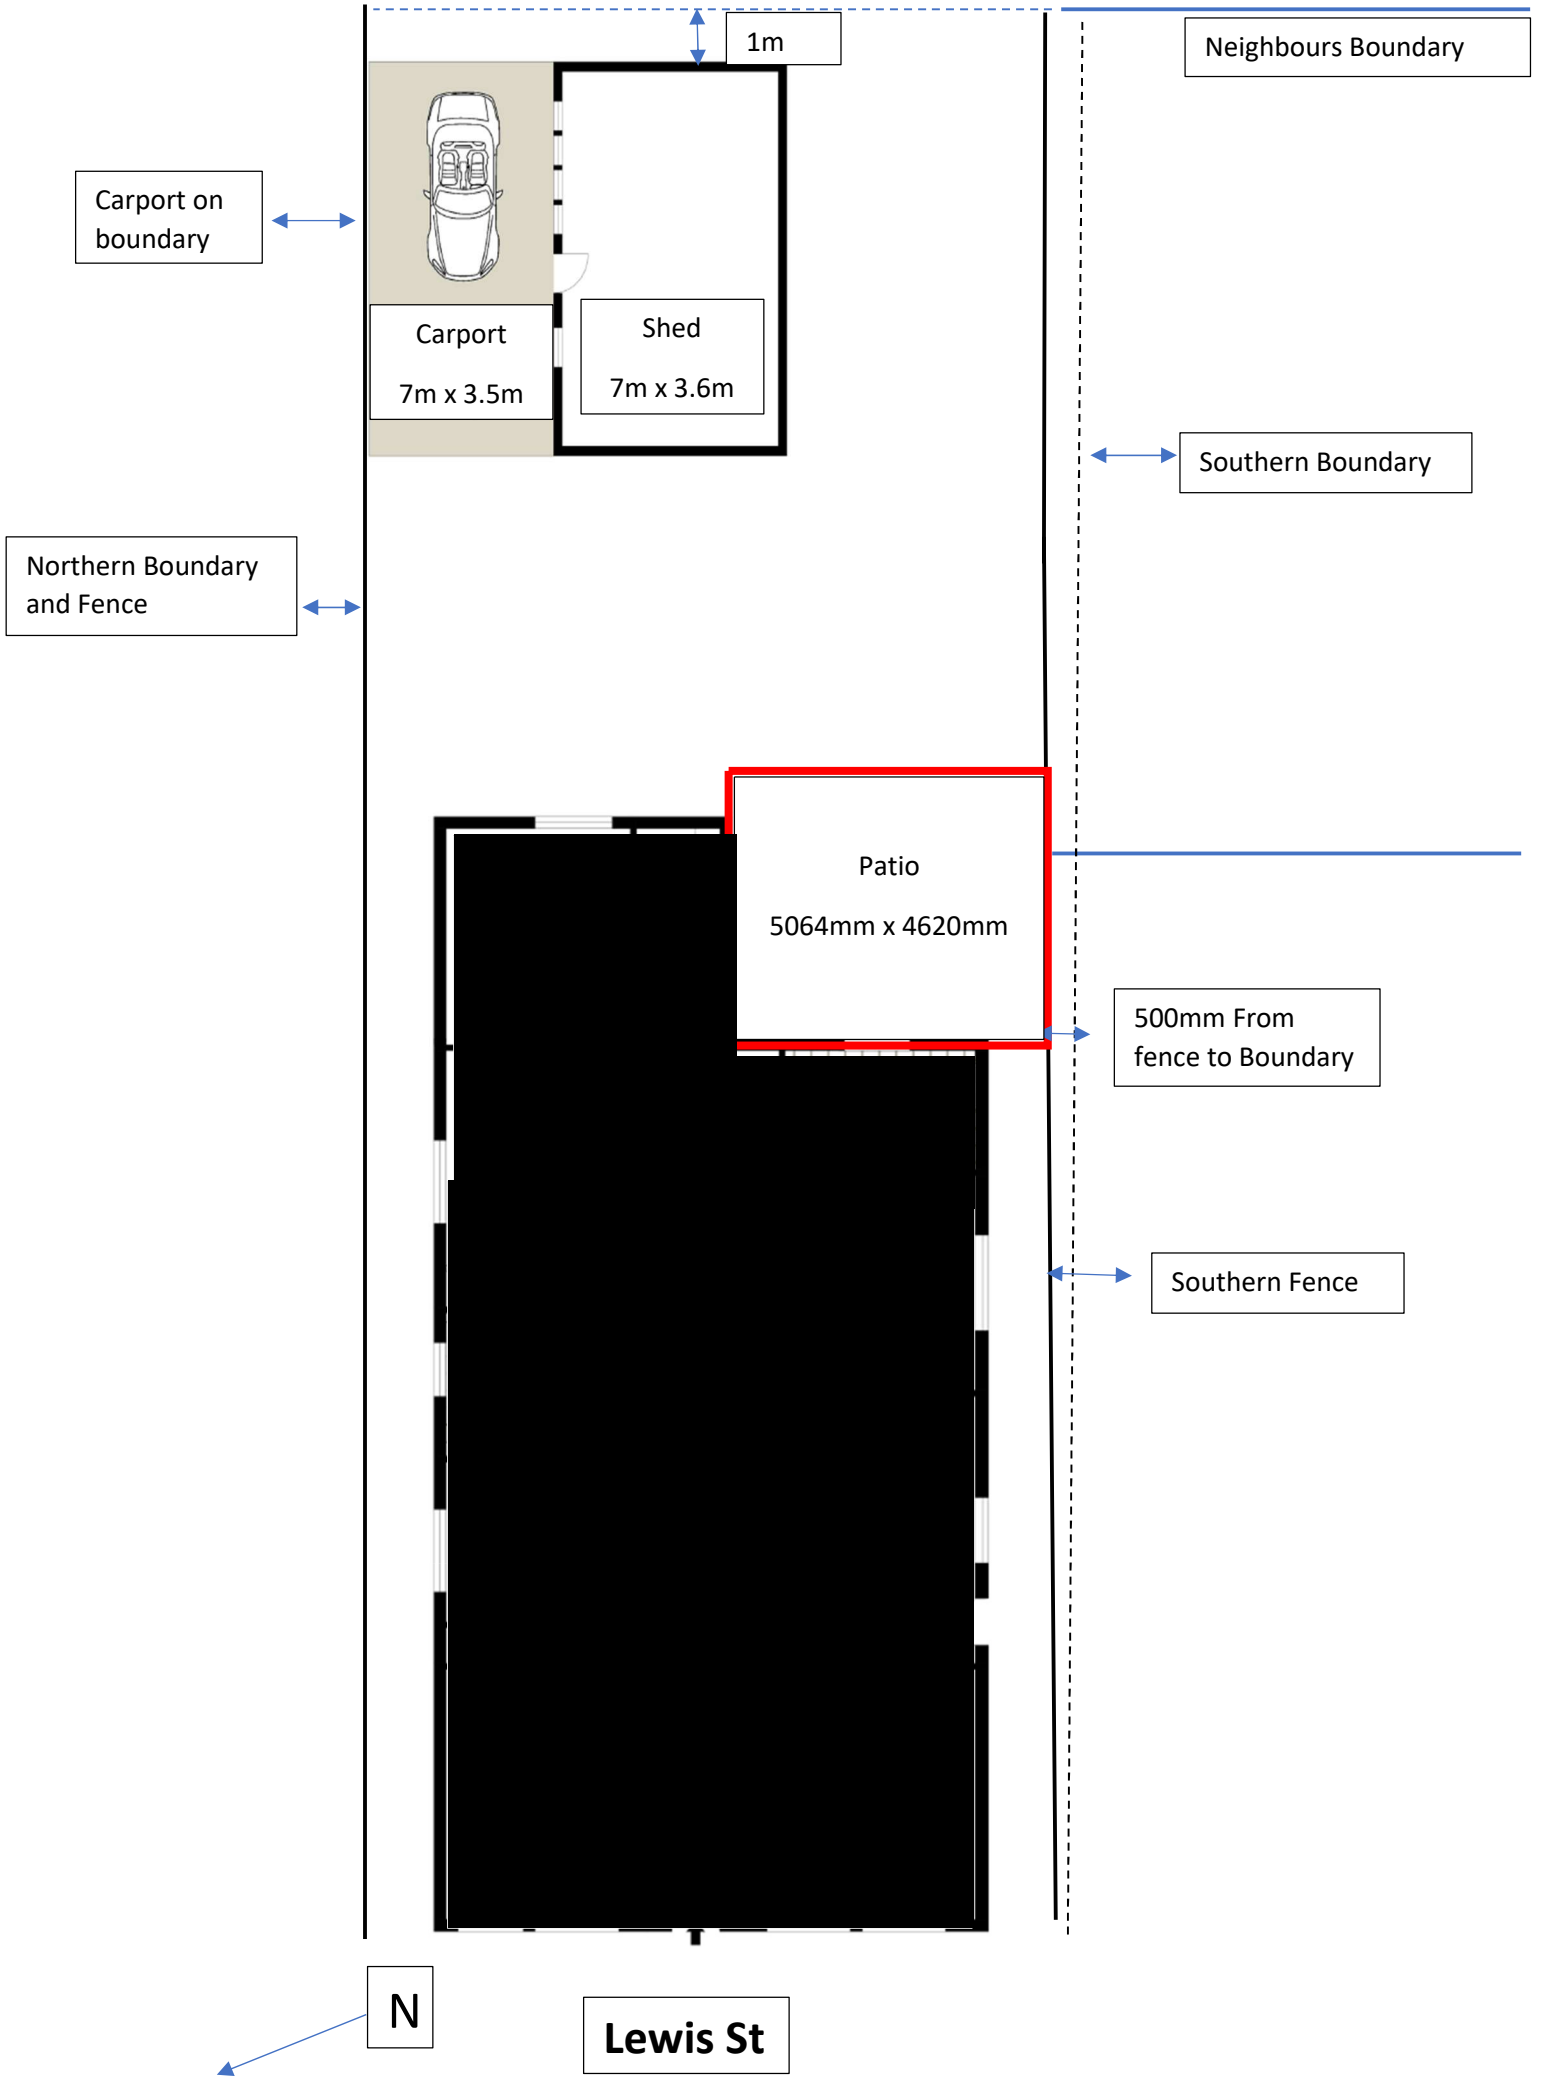 1m
Neighbours Boundary
Carport on
boundary
Carport
7m x 3.5m
Shed
7m x 3.6m
Southern Boundary
Northern Boundary
and Fence
Patio
5064mm x 4620mm
500mm From
fence to Boundary
Southern Fence
N
Lewis St